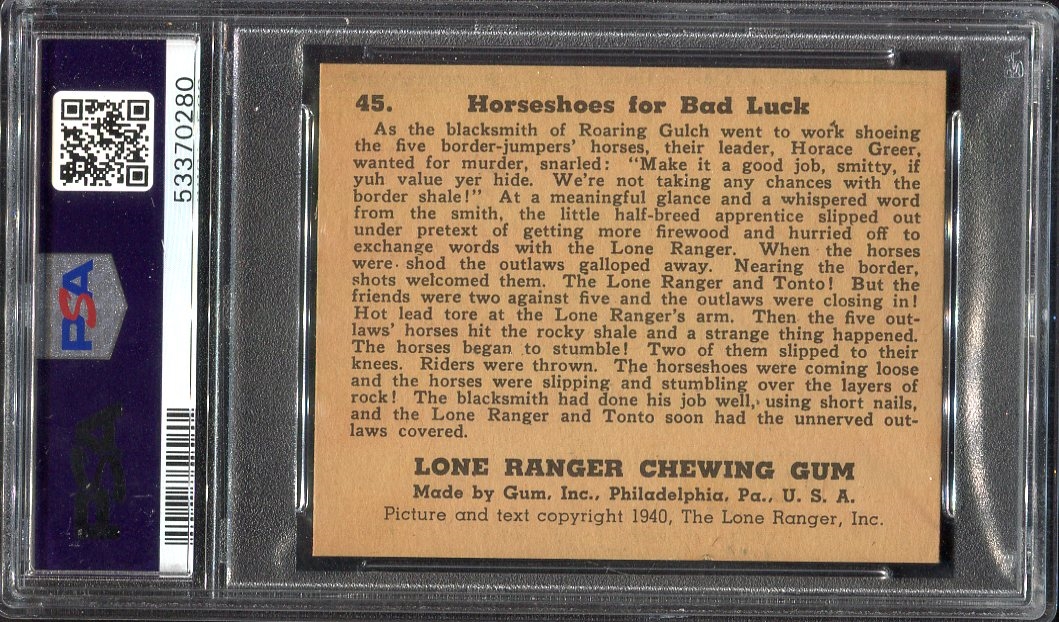 53370280
PSA
PSA
45. Horseshoes for Bad Luck
As the blacksmith of Roaring Gulch went to work shoeing
the five border-jumpers' horses, their leader, Horace Greer,
wanted for murder, snarled: "Make it a good job, smitty, if
yuh value yer hide. We're not taking any chances with the
border shale!" At a meaningful glance and a whispered word
from the smith, the little half-breed apprentice slipped out
under pretext of getting more firewood and hurried off to
exchange words with the Lone Ranger. When the horses
were shod the outlaws galloped away. Nearing the border,
shots welcomed them. The Lone Ranger and Tonto! But the
friends were two against five and the outlaws were closing in!
Hot lead tore at the Lone Ranger's arm. Then the five out-
laws' horses hit the rocky shale and a strange thing happened.
The horses began to stumble! Two of them slipped to their
knees. Riders were thrown. The horseshoes were coming loose
and the horses were slipping and stumbling over the layers of
rock! The blacksmith had done his job well, using short nails,
and the Lone Ranger and Tonto soon had the unnerved out-
laws covered.
LONE RANGER CHEWING GUM
Made by Gum, Inc., Philadelphia, Pa., U. S. A.
Picture and text copyright 1940, The Lone Ranger, Inc.